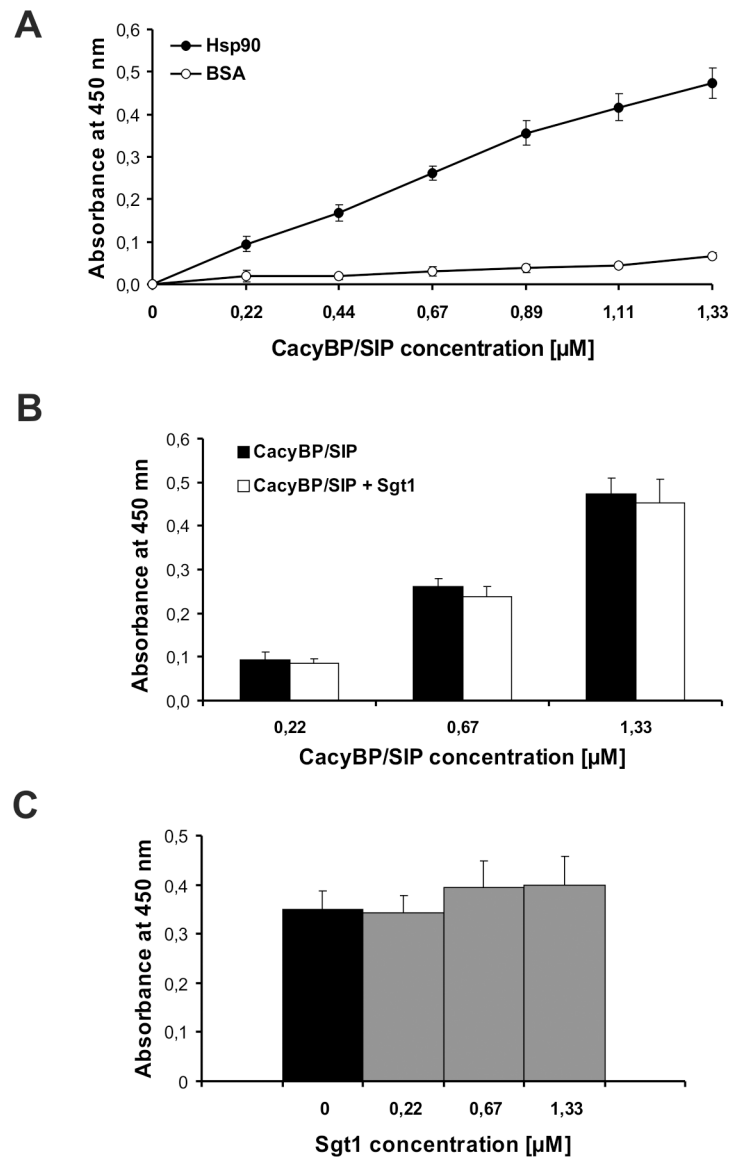 A
Absorbance at 450 nm
0,6
0,5
0,4
0,3
0,2
0,1
0,0
Hsp90
BSA
0 0,22 0,44 0,67 0,89 1,11 1,33
CacyBP/SIP concentration [µM]
B
Absorbance at 450 mn
0,6
0,5
0,4
0,3
0,2
0,1
0,0
CacyBP/SIP
CacyBP/SIP + Sgt1
0,22 0,67 1,33
CacyBP/SIP concentration [µM]
C
Absorbance at 450 nm
0,5
0,4
0,3
0,2
0,1
0
0 0,22 0,67 1,33
Sgt1 concentration [µM]